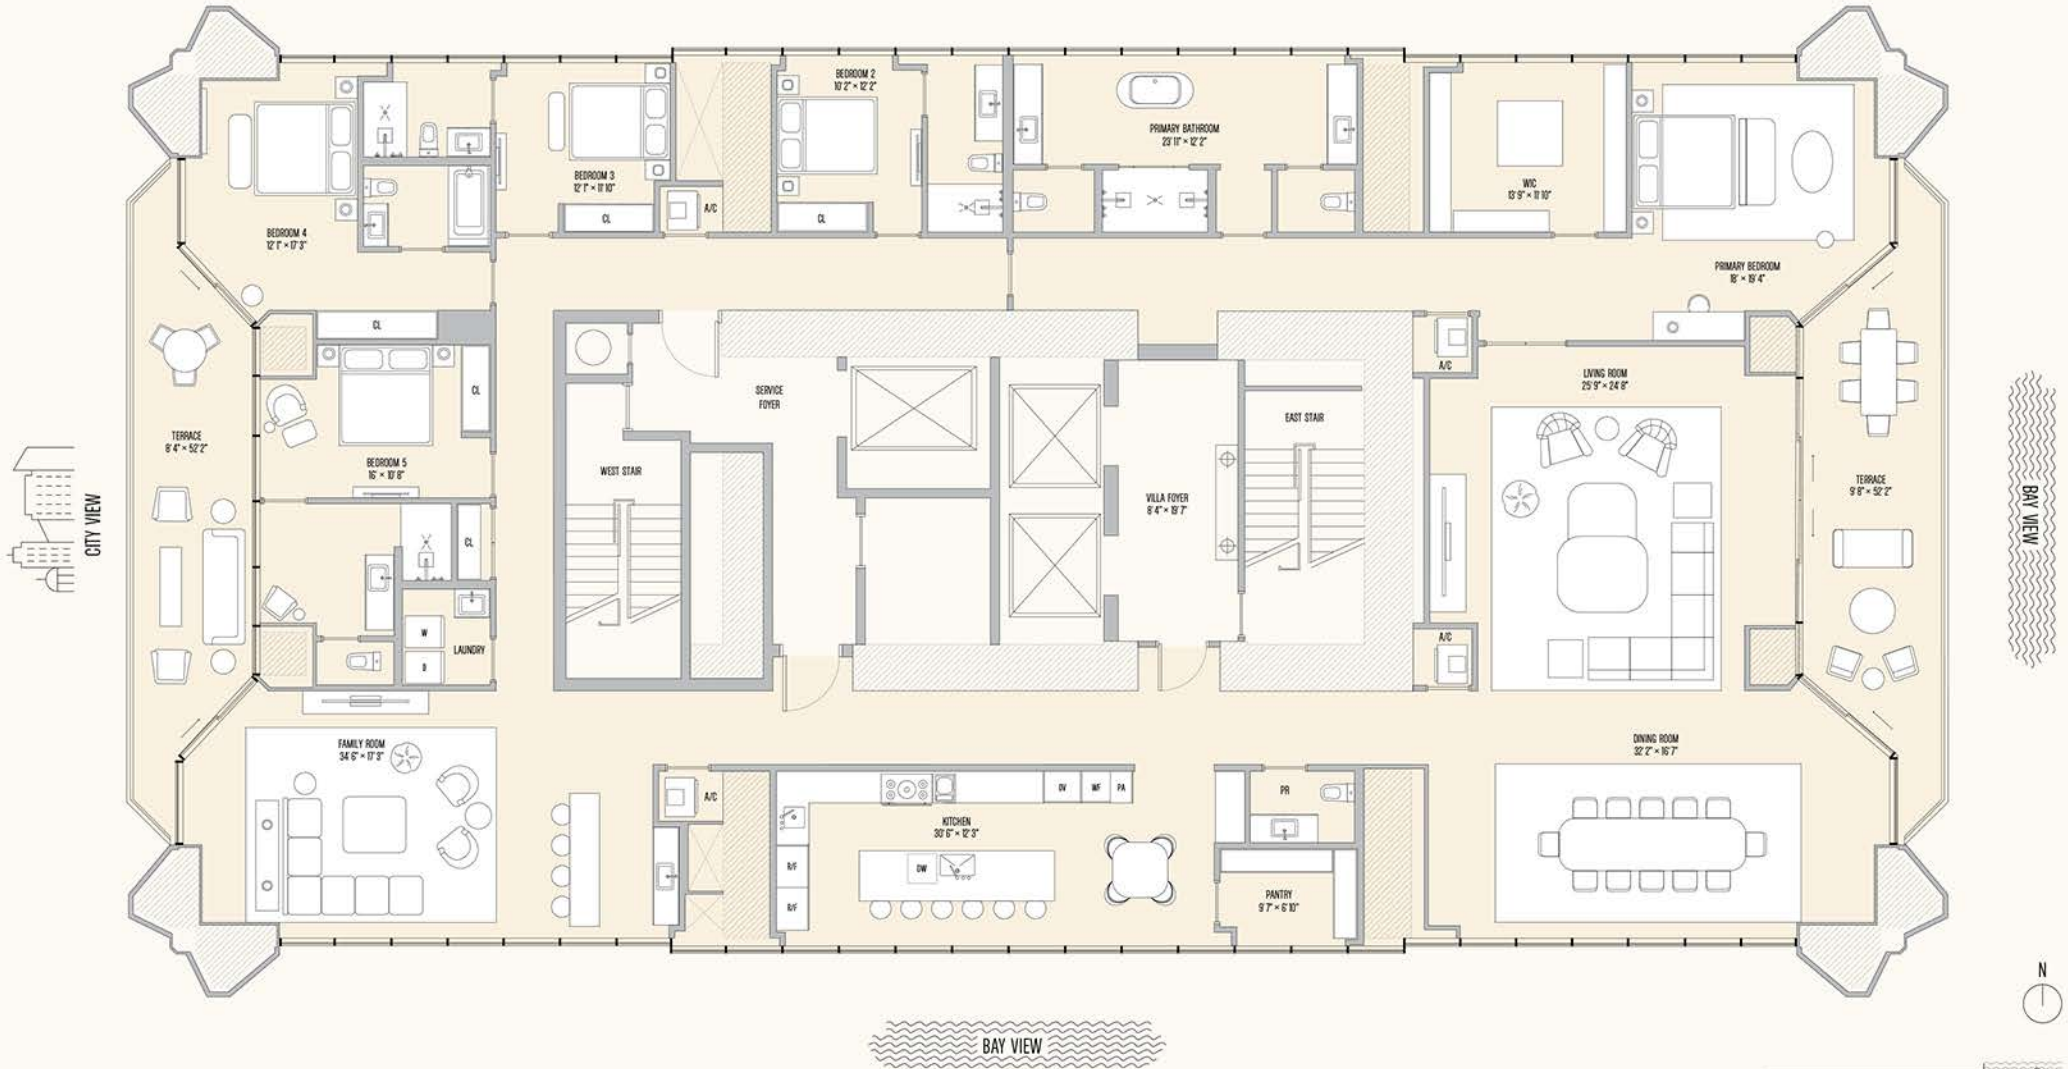 BEDROOM 2
10' 2" × 12' 2"
PRIMARY BATHROOM
23' 11" × 12' 2"
BEDROOM 3
12' 1" × 11' 10"
WIC
13' 9" × 11' 10"
A/C
CL
CL
BEDROOM 4
12' 1" × 17' 3"
PRIMARY BEDROOM
18' × 19' 4"
CL
A/C
LIVING ROOM
25' 9" × 24' 8"
SERVICE
FOYER
CL
EAST STAIR
TERRACE
8' 4" × 52' 2"
BEDROOM 5
16' × 10' 8"
WEST STAIR
VILLA FOYER
8' 4" × 19' 7"
TERRACE
9' 8" × 52' 2"
CITY VIEW
BAY VIEW
CL
W
LAUNDRY
D
A/C
FAMILY ROOM
34' 6" × 17' 3"
DINING ROOM
32' 2" × 16' 7"
A/C
OV
WF
PA
PR
KITCHEN
30' 6" × 12' 3"
R/F
DW
R/F
PANTRY
9' 7" × 6' 10"
N
BAY VIEW